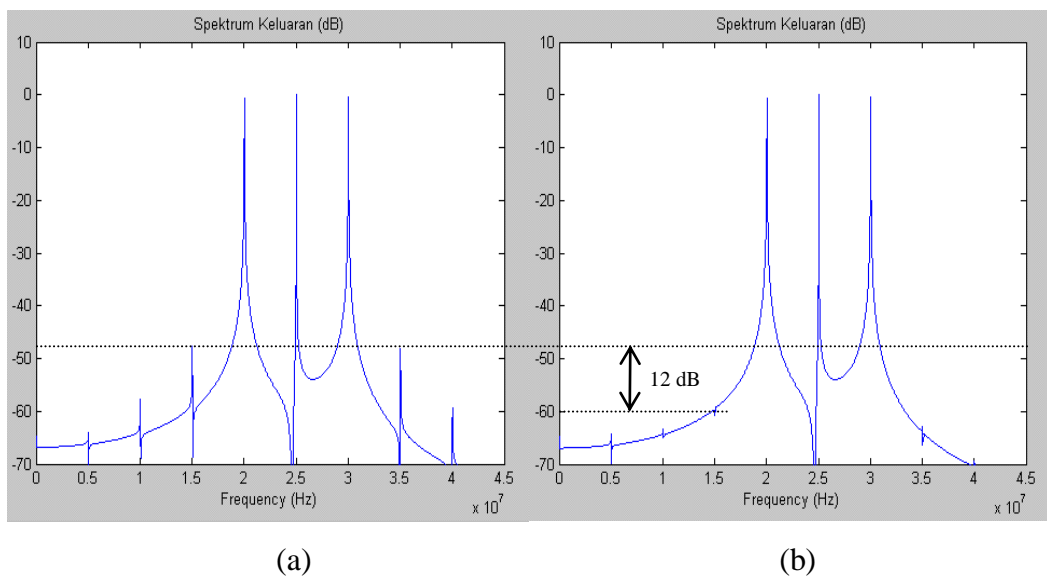 Spektrum Keluaran (dB)
10
0
-10
-20
-30
-40
-50
-60
-70
0 0.5 1 1.5 2 2.5 3 3.5 4 4.5
Frequency (Hz)
x 10^7
(a)
Spektrum Keluaran (dB)
10
0
-10
-20
-30
-40
-50
-60
-70
12 dB
0 0.5 1 1.5 2 2.5 3 3.5 4 4.5
Frequency (Hz)
x 10^7
(b)